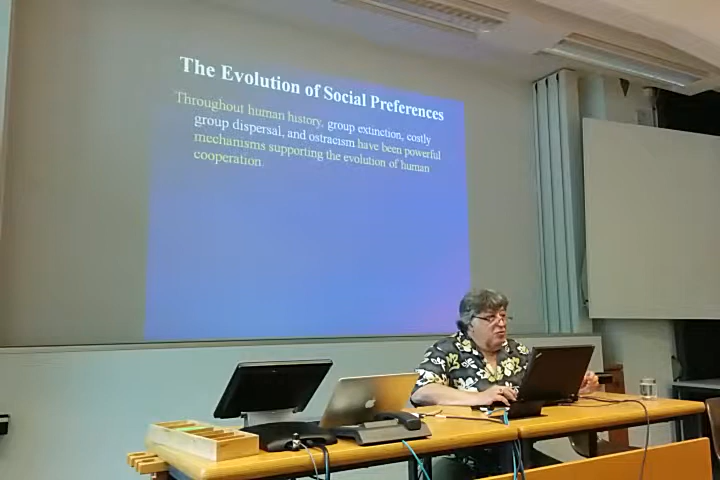 The Evolution of Social Preferences
Throughout human history, group extinction, costly
group dispersal, and ostracism have been powerful
mechanisms supporting the evolution of human
cooperation.